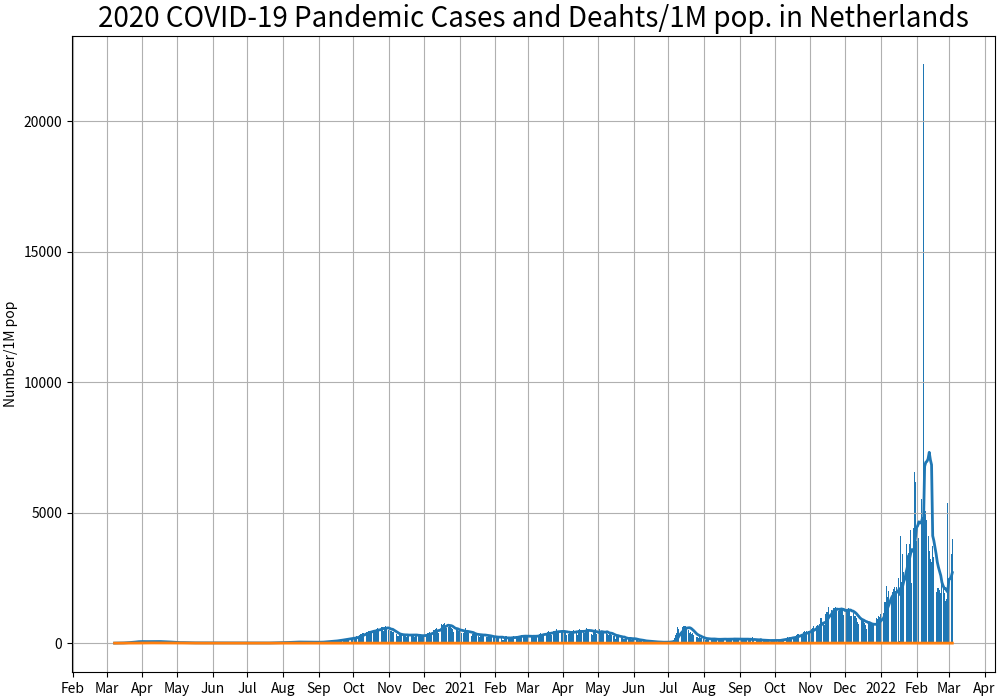 2020 COVID-19 Pandemic Cases and Deahts/1M pop. in Netherlands
Number/1M pop
20000
15000
10000
5000
0
Feb Mar Apr May Jun Jul Aug Sep Oct Nov Dec 2021 Feb Mar Apr May Jun Jul Aug Sep Oct Nov Dec 2022 Feb Mar Apr